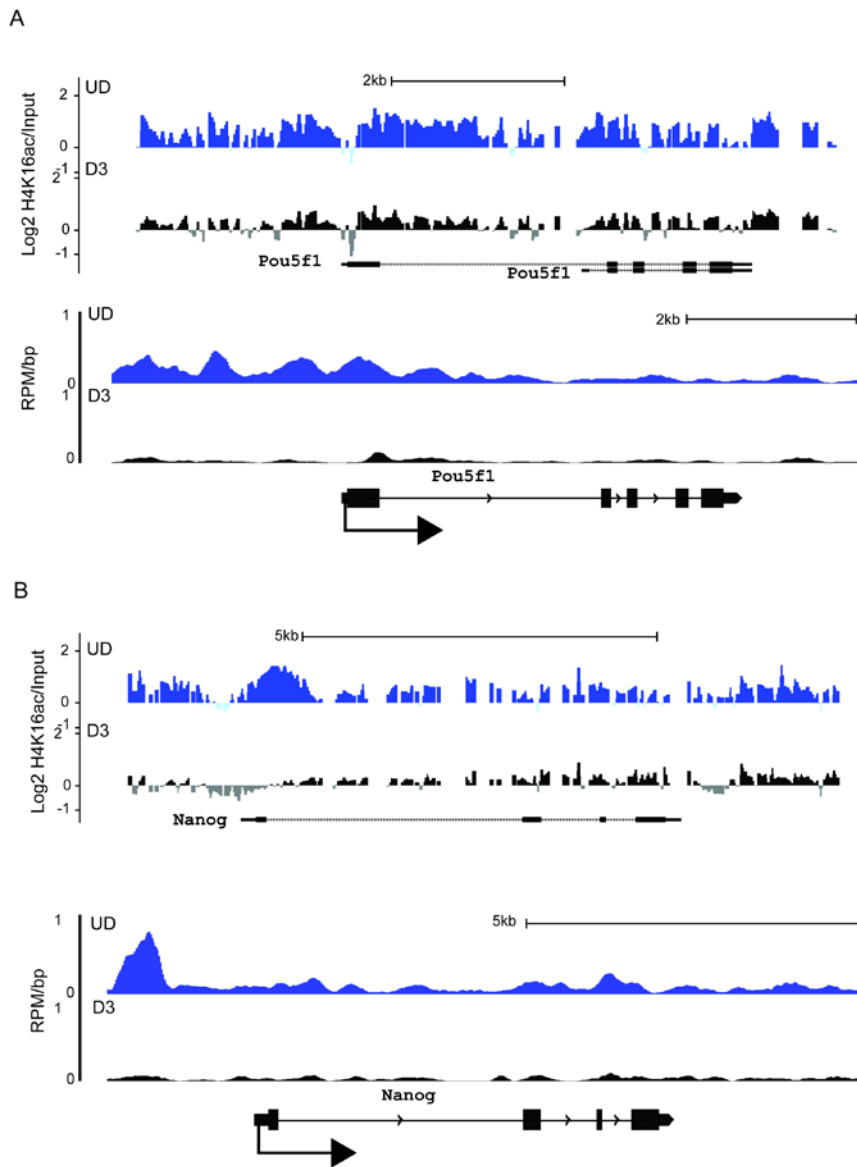 A
2kb
UD
2
0
-1
D3
2
0
-1
Log2 H4K16ac/Input
Pou5f1
Pou5f1
1
UD
2kb
0
1
D3
0
RPM/bp
Pou5f1
B
5kb
2
UD
0
-1
2
D3
0
-1
Log2 H4K16ac/Input
Nanog
1
UD
5kb
0
1
D3
0
RPM/bp
Nanog